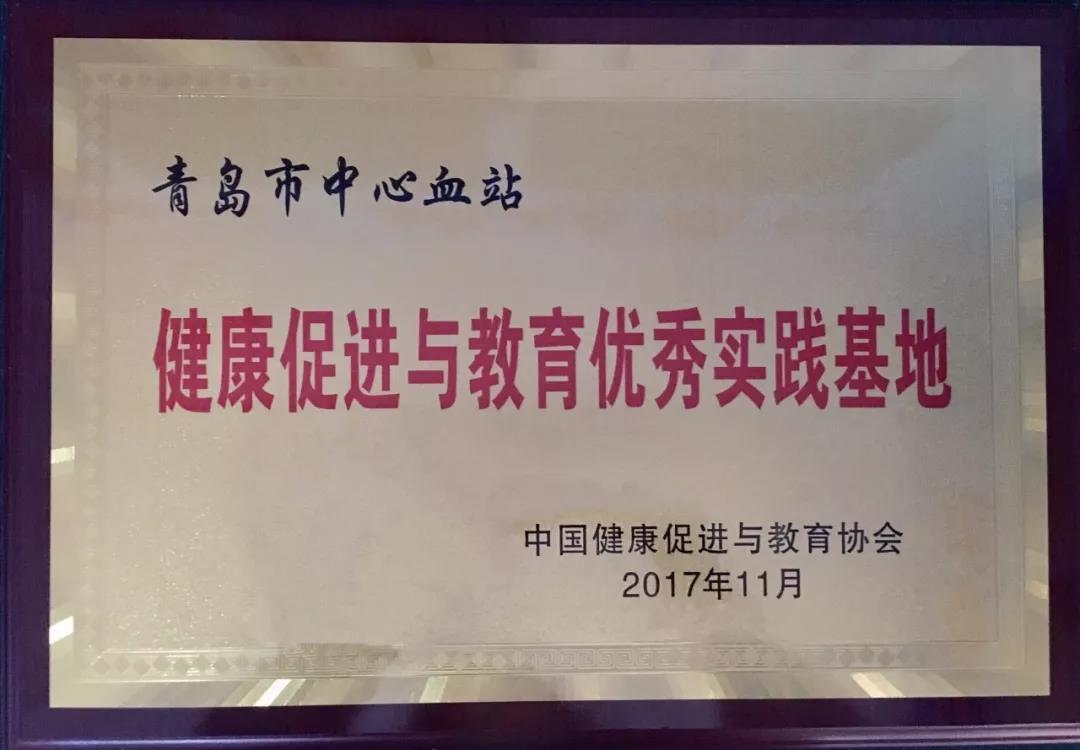 青岛市中心血站
健康促进与教育优秀实践基地
中国健康促进与教育协会
2017年11月